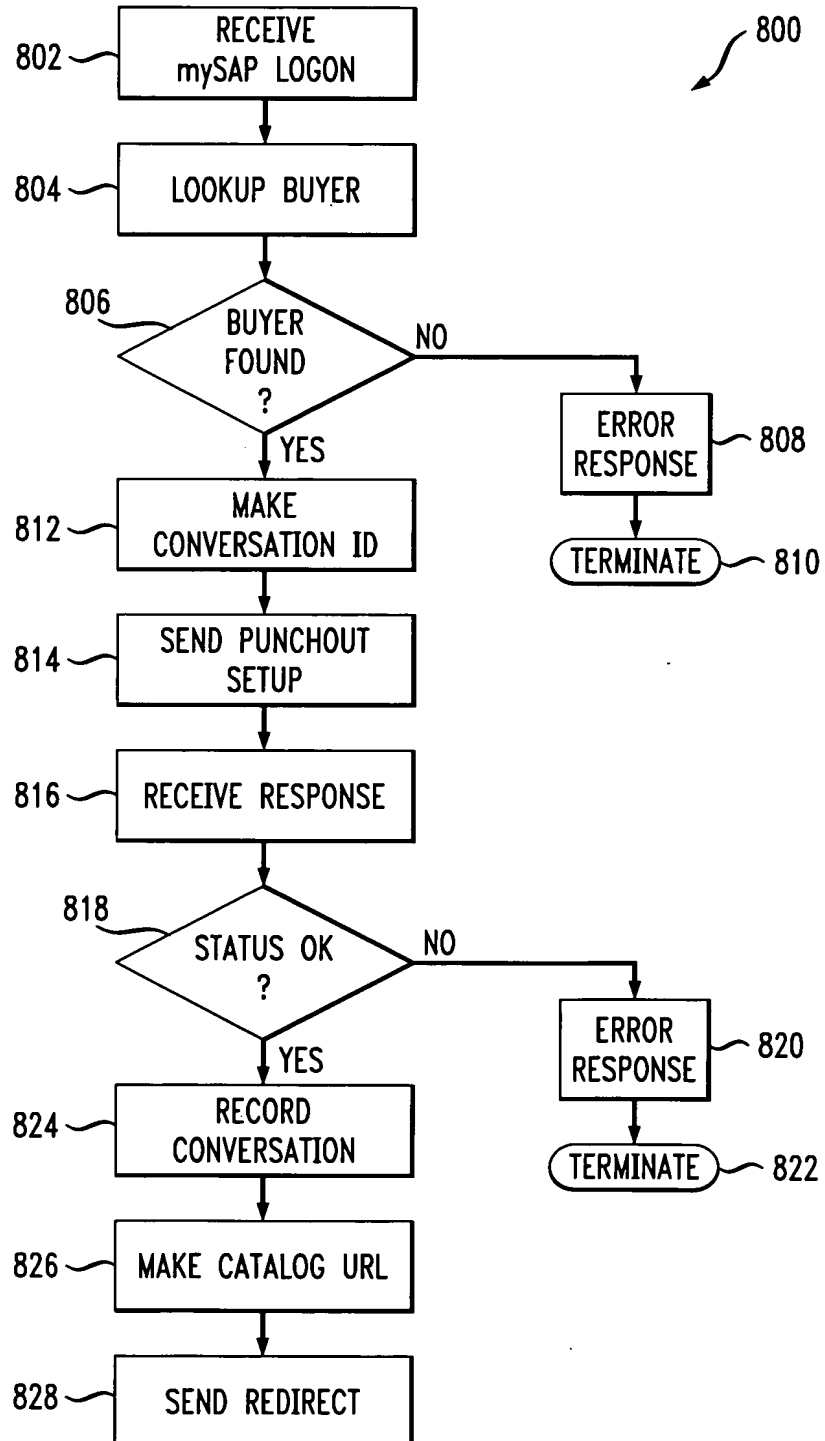 800
802
RECEIVE
mySAP LOGON
804
LOOKUP BUYER
806
BUYER
FOUND
?
NO
YES
ERROR
RESPONSE
808
TERMINATE
810
812
MAKE
CONVERSATION ID
814
SEND PUNCHOUT
SETUP
816
RECEIVE RESPONSE
818
STATUS OK
?
NO
YES
ERROR
RESPONSE
820
TERMINATE
822
824
RECORD
CONVERSATION
826
MAKE CATALOG URL
828
SEND REDIRECT